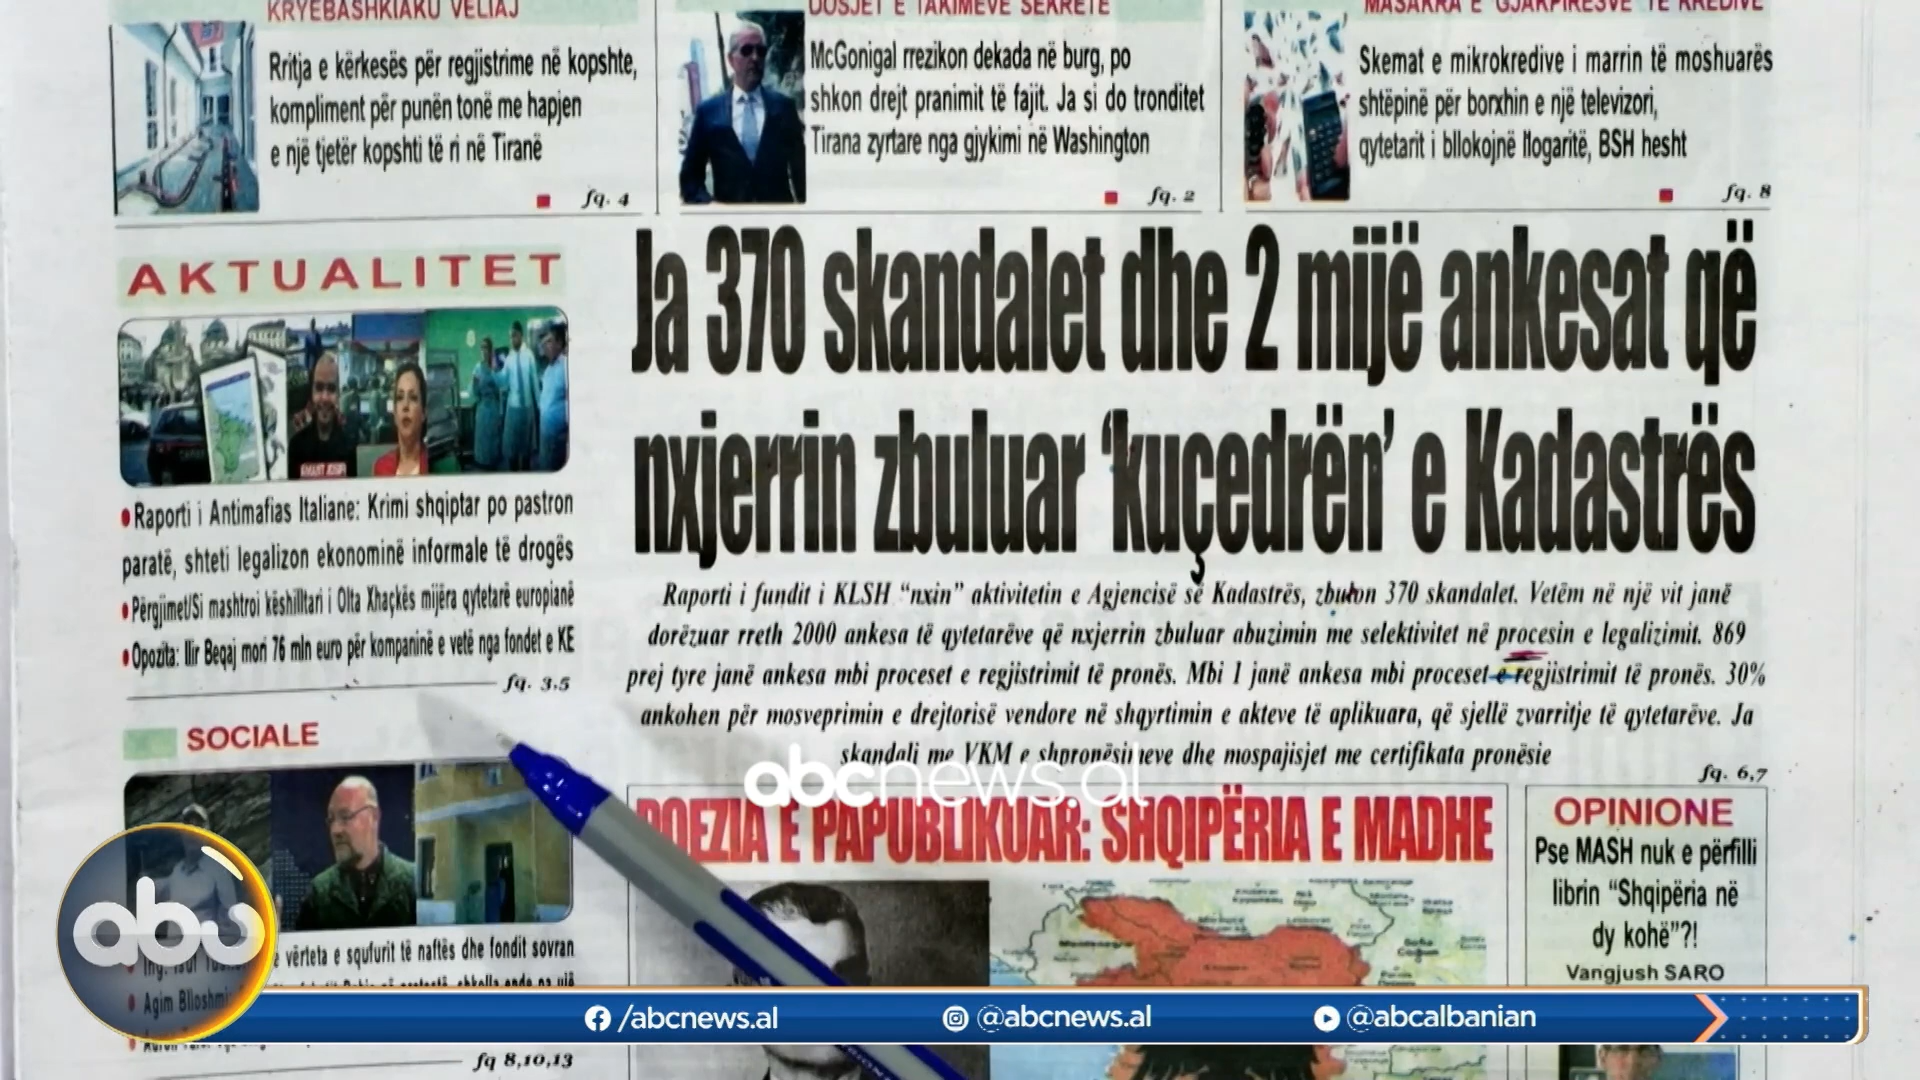 KRYEBASHKIAKU VELIAJ
Rritja e kërkesës për regjistrime në kopshte,
kompliment për punën tonë me hapjen
e një tjetër kopshti të ri në Tiranë
fq. 4
DOSJET E TAKIMEVE SEKRETE
McGonigal rrezikon dekada në burg, po
shkon drejt pranimit të fajit. Ja si do tronditet
Tirana zyrtare nga gjykimi në Washington
fq. 2
MASAKRA E GJAKPIRËSVE TË KREDIVE
Skemat e mikrokredive i marrin të moshuarës
shtëpinë për borxhin e një televizori,
qytetarit i bllokojnë llogaritë, BSH hesht
fq. 8
AKTUALITET
Raporti i Antimafias Italiane: Krimi shqiptar po pastron
paratë, shteti legalizon ekonominë informale të drogës
Përgjimet/Si mashtroi këshilltari i Olta Xhaçkës mijëra qytetarë europianë
Opozita: Ilir Beqaj mori 76 mln euro për kompaninë e vetë nga fondet e KE
fq. 3,5
Ja 370 skandalet dhe 2 mijë ankesat që
nxjerrin zbuluar ‘kuçedrën’ e Kadastrës
Raporti i fundit i KLSH “nxin” aktivitetin e Agjencisë së Kadastrës, zbulon 370 skandalet. Vetëm në një vit janë
dorëzuar rreth 2000 ankesa të qytetarëve që nxjerrin zbuluar abuzimin me selektivitet në procesin e legalizimit. 869
prej tyre janë ankesa mbi proceset e regjistrimit të pronës. Mbi 1 janë ankesa mbi proceset e regjistrimit të pronës. 30%
ankohen për mosveprimin e drejtorisë vendore në shqyrtimin e akteve të aplikuara, që sjellë zvarritje të qytetarëve. Ja
skandali me VKM e shpronësimeve dhe mospajisjet me certifikata pronësie
fq. 6,7
abcnews.al
SOCIALE
vërteta e squfurit të naftës dhe fondit sovran
Agim Blloshmi
fq 8,10,13
POEZIA E PAPUBLIKUAR: SHQIPËRIA E MADHE
OPINIONE
Pse MASH nuk e përfilli
librin “Shqipëria në
dy kohë”?!
Vangjush SARO
abc
/abcnews.al
@abcnews.al
@abcalbanian